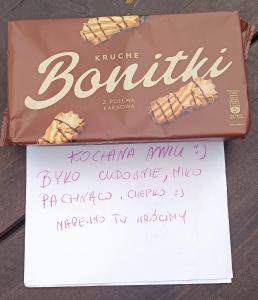 KRUCHE
Bonitki
Z POLEWĄ
KAKAOWĄ
KOCHANA ANIU :)
BYŁO CUDOWNIE, MIŁO
PACHNĄCO, CIEPŁO :)
NAPEWNO TU WRÓCIMY